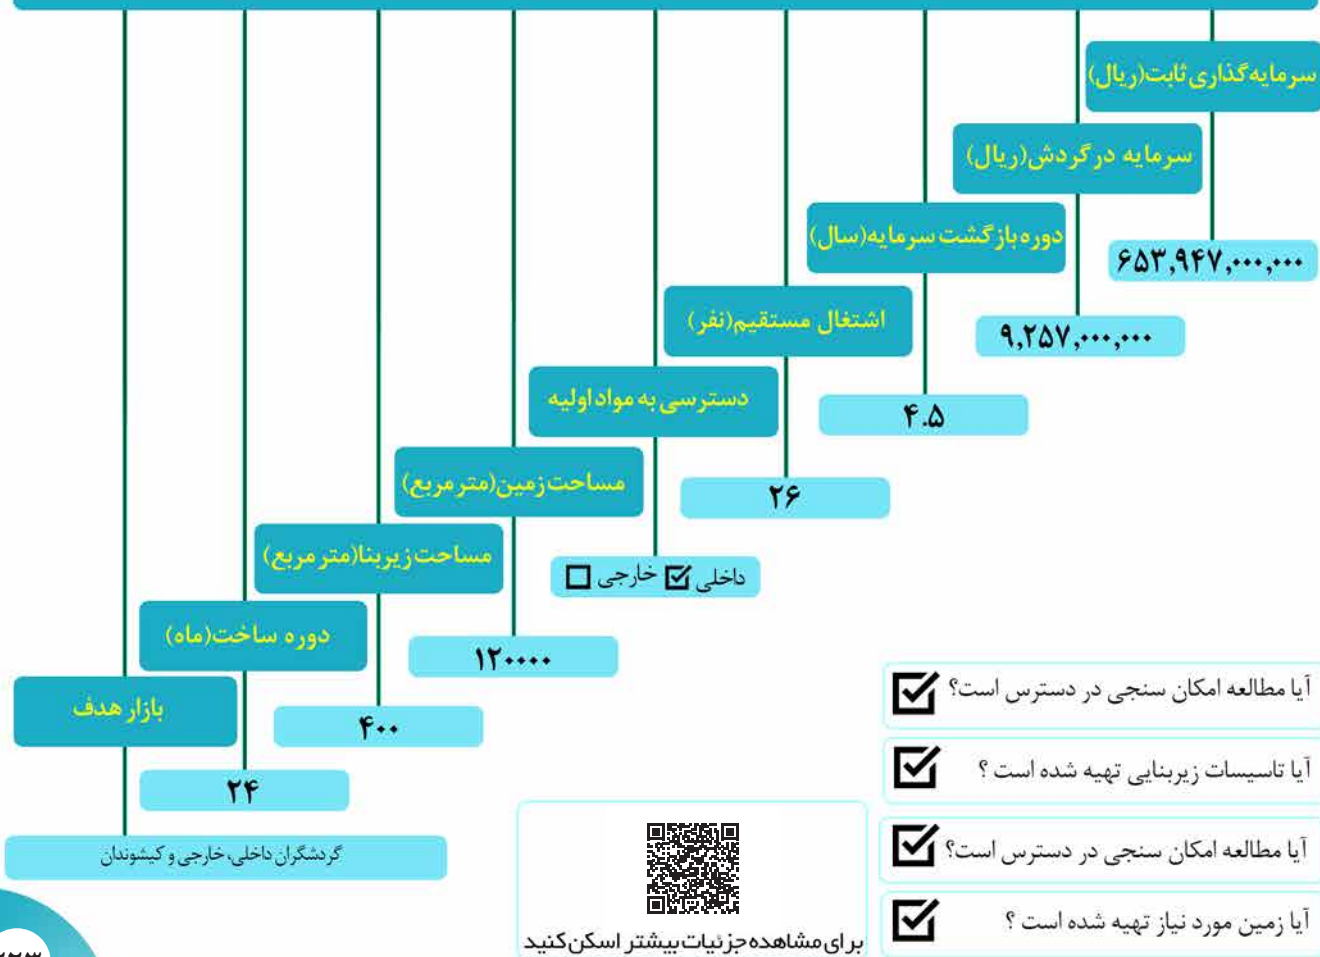 سرمایه‌گذاری ثابت(ریال)
۶۵۳,۹۴۷,۰۰۰,۰۰۰
سرمایه در گردش(ریال)
۹,۲۵۷,۰۰۰,۰۰۰
دوره بازگشت سرمایه(سال)
۴.۵
اشتغال مستقیم(نفر)
۲۶
دسترسی به مواد اولیه
داخلی ☑ خارجی ☐
مساحت زمین(متر مربع)
۱۲۰۰۰۰
مساحت زیربنا(متر مربع)
۴۰۰
دوره ساخت(ماه)
۲۴
بازار هدف
گردشگران داخلی، خارجی و کیشوندان
آیا مطالعه امکان سنجی در دسترس است؟ ☑
آیا تاسیسات زیربنایی تهیه شده است ؟ ☑
آیا مطالعه امکان سنجی در دسترس است؟ ☑
آیا زمین مورد نیاز تهیه شده است ؟ ☑
برای مشاهده جزئیات بیشتر اسکن کنید